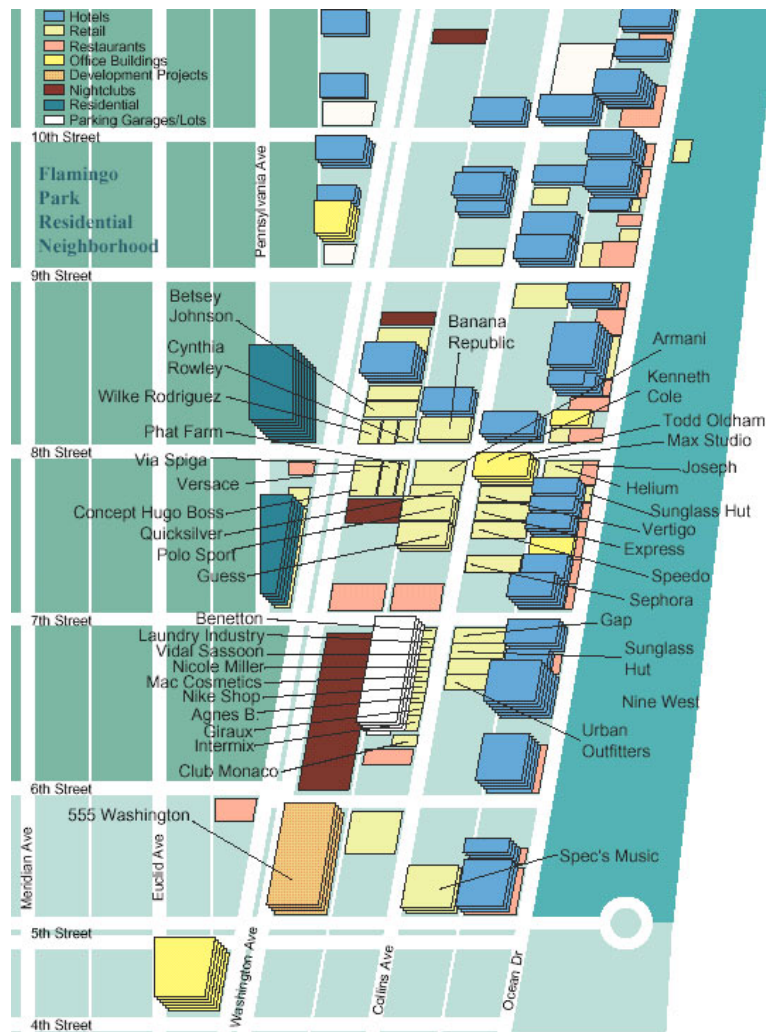 Hotels
Retail
Restaurants
Office Buildings
Development Projects
Nightclubs
Residential
Parking Garages/Lots
10th Street
Flamingo
Park
Residential
Neighborhood
Pennsylvania Ave
9th Street
Betsey
Johnson
Banana
Republic
Armani
Cynthia
Rowley
Kenneth
Cole
Wilke Rodriguez
Todd Oldham
Phat Farm
Max Studio
8th Street
Via Spiga
Joseph
Versace
Helium
Concept Hugo Boss
Sunglass Hut
Quicksilver
Vertigo
Polo Sport
Express
Guess
Speedo
Sephora
Benetton
Gap
7th Street
Laundry Industry
Vidal Sassoon
Sunglass
Hut
Nicole Miller
Mac Cosmetics
Nike Shop
Nine West
Agnes B.
Giraux
Urban
Outfitters
Intermix
Club Monaco
6th Street
555 Washington
Spec's Music
Meridian Ave
Euclid Ave
5th Street
Washington Ave
Collins Ave
Ocean Dr
4th Street